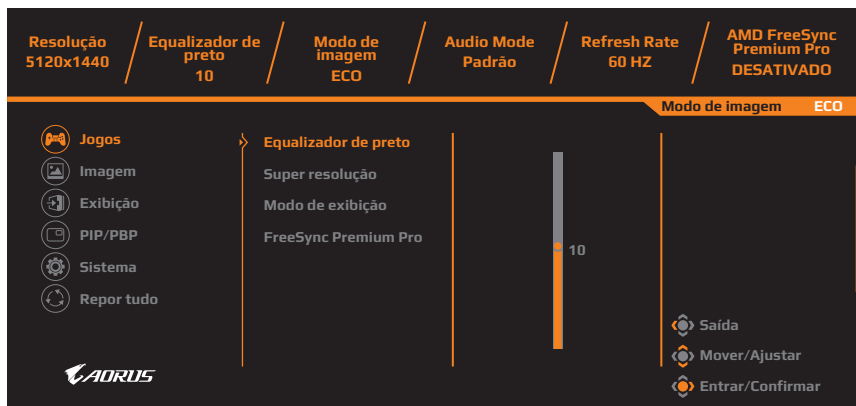 Resolução
5120x1440
Equalizador de
preto
10
Modo de
imagem
ECO
Audio Mode
Padrão
Refresh Rate
60 HZ
AMD FreeSync
Premium Pro
DESATIVADO
Modo de imagem ECO
Jogos
Imagem
Exibição
PIP/PBP
Sistema
Repor tudo
Equalizador de preto
Super resolução
Modo de exibição
FreeSync Premium Pro
10
Saída
Mover/Ajustar
Entrar/Confirmar
AORUS